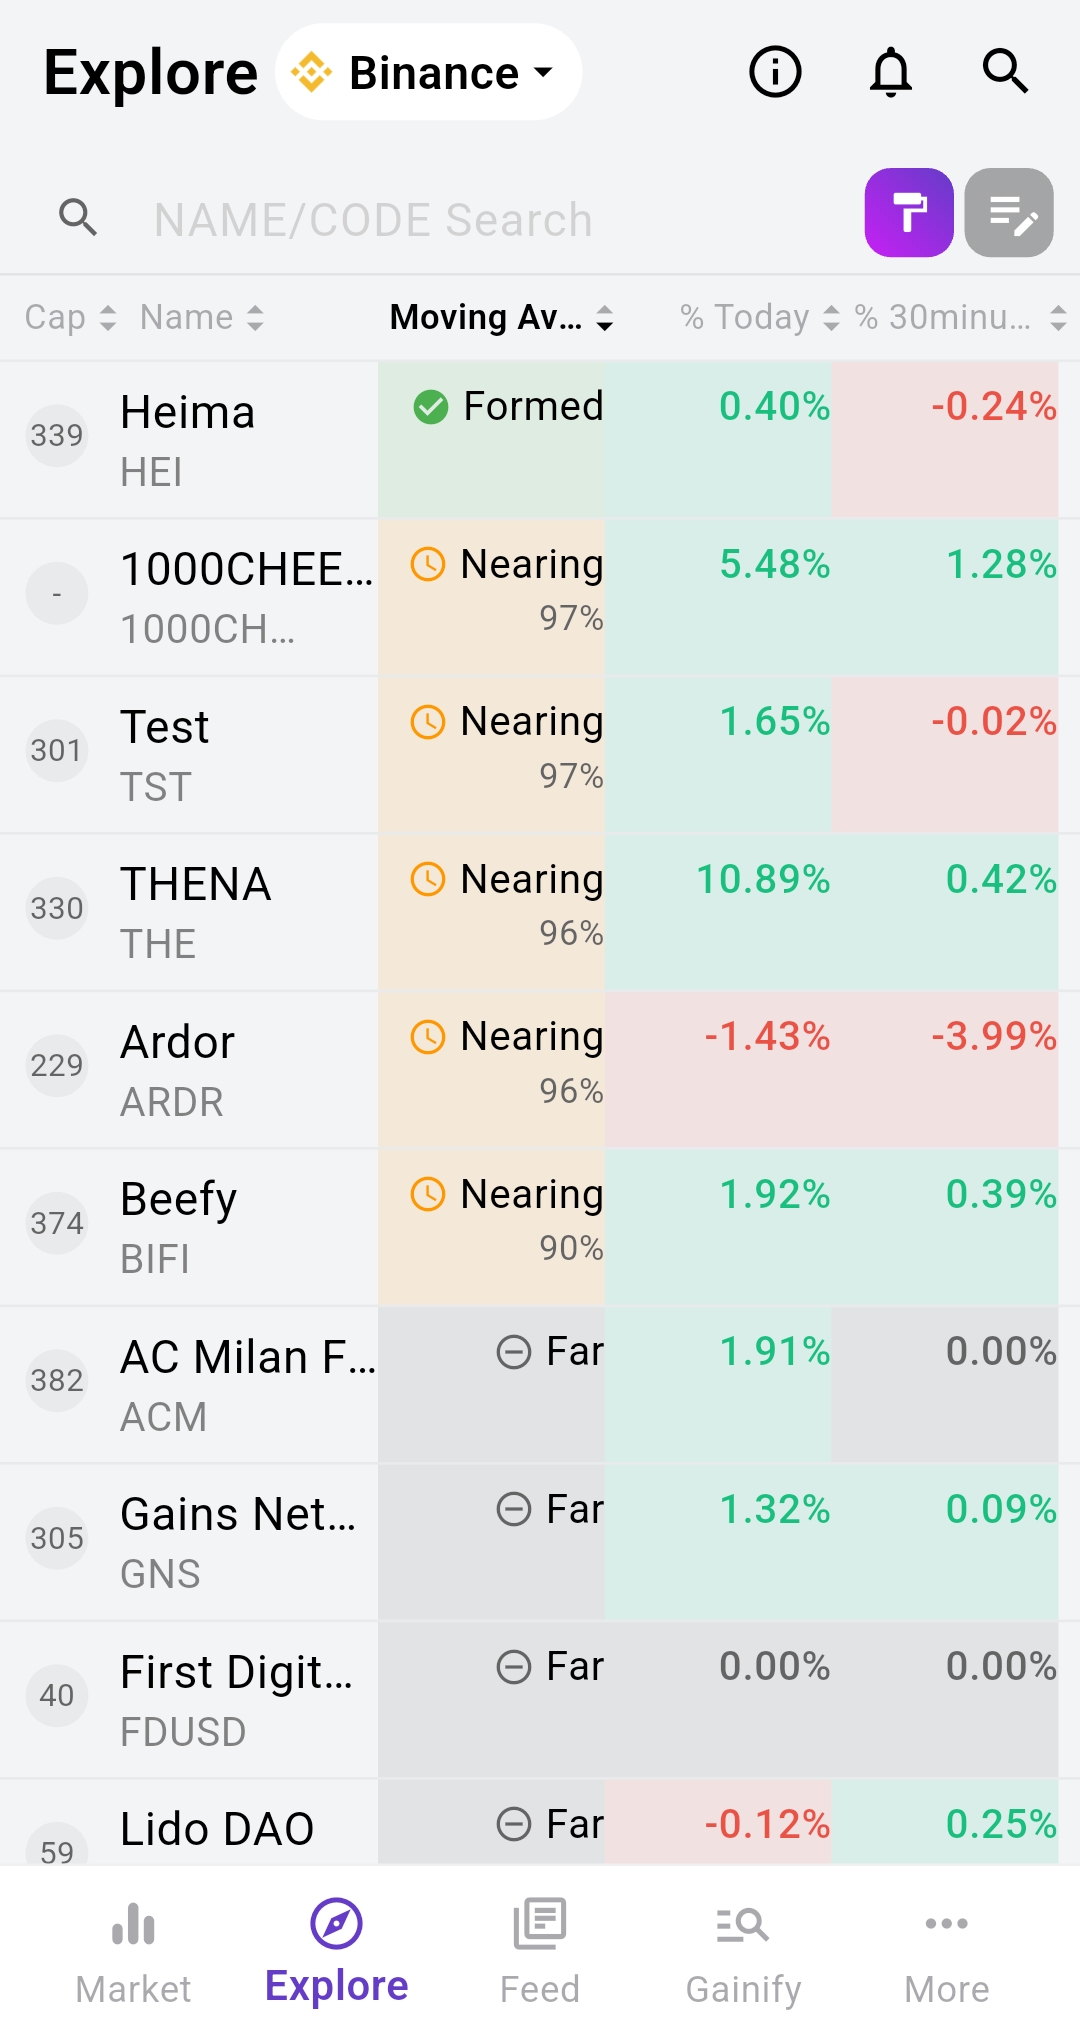 Explore Binance
NAME/CODE Search
Cap Name Moving Av... % Today % 30minu...
339 Heima HEI Formed 0.40% -0.24%
- 1000CHEE... 1000CH... Nearing 97% 5.48% 1.28%
301 Test TST Nearing 97% 1.65% -0.02%
330 THENA THE Nearing 96% 10.89% 0.42%
229 Ardor ARDR Nearing 96% -1.43% -3.99%
374 Beefy BIFI Nearing 90% 1.92% 0.39%
382 AC Milan F... ACM Far 1.91% 0.00%
305 Gains Net... GNS Far 1.32% 0.09%
40 First Digit... FDUSD Far 0.00% 0.00%
59 Lido DAO Far -0.12% 0.25%
Market Explore Feed Gainify More